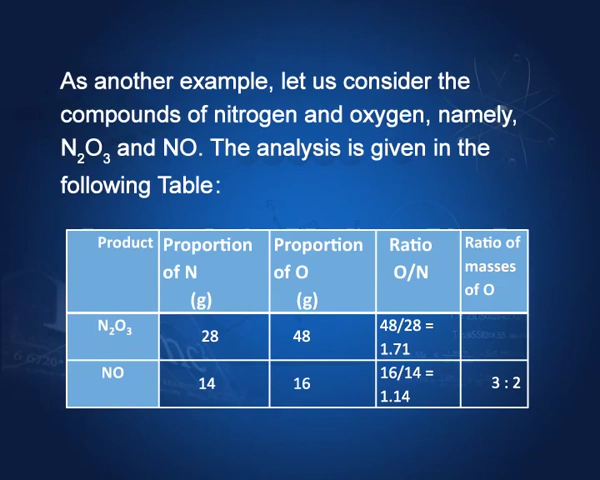 As another example, let us consider the
compounds of nitrogen and oxygen, namely,
N₂O₃ and NO. The analysis is given in the
following Table:
Product Proportion of N (g) Proportion of O (g) Ratio O/N Ratio of masses of O
N₂O₃ 28 48 48/28 = 1.71
NO 14 16 16/14 = 1.14 3 : 2